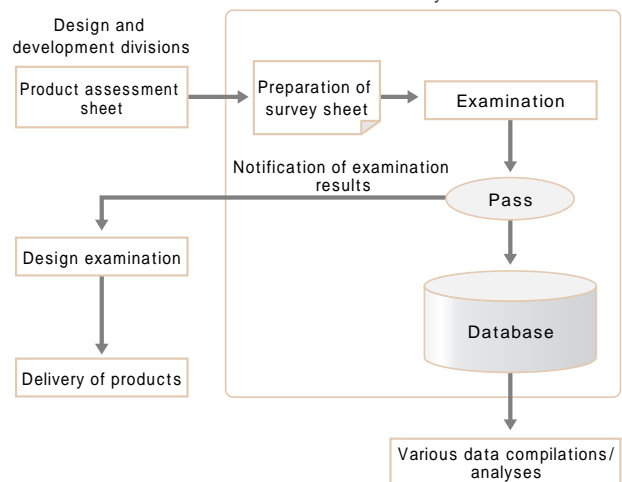 Design and
development divisions
Product assessment
sheet
Preparation of
survey sheet
Examination
Notification of examination
results
Pass
Design examination
Database
Delivery of products
Various data compilations/
analyses